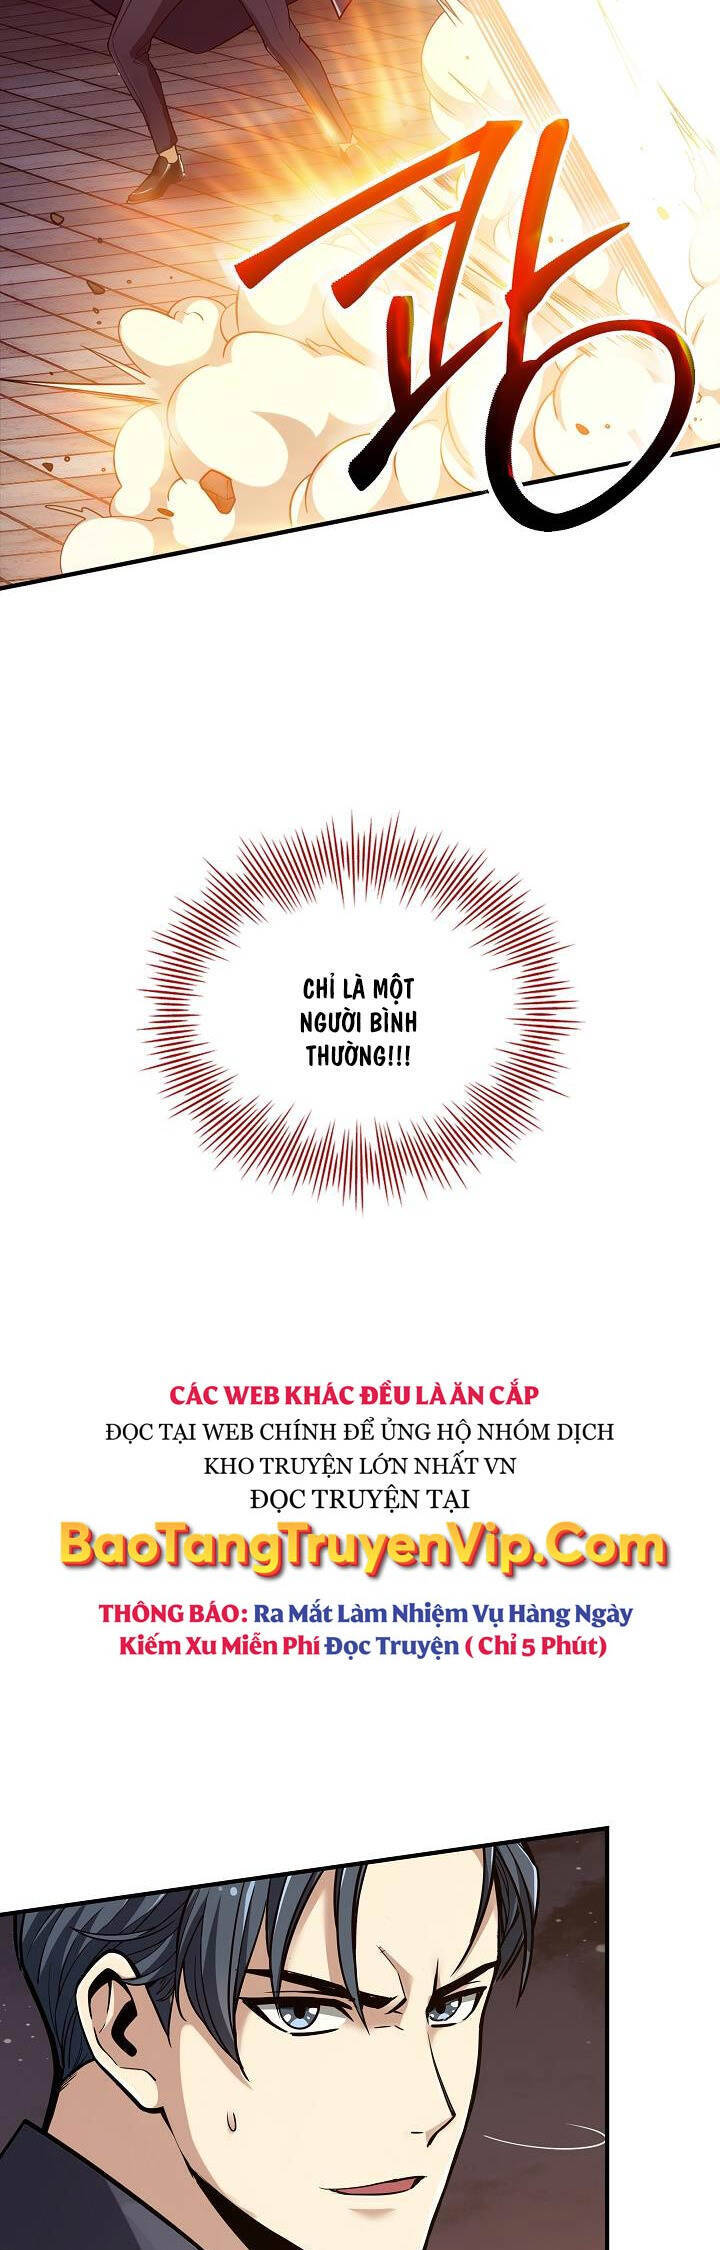 쾅
CHỈ LÀ MỘT
NGƯỜI BÌNH
THƯỜNG!!!
CÁC WEB KHÁC ĐỀU LÀ ĂN CẮP
ĐỌC TẠI WEB CHÍNH ĐỂ ỦNG HỘ NHÓM DỊCH
KHO TRUYỆN LỚN NHẤT VN
ĐỌC TRUYỆN TẠI
BaoTangTruyenVip.Com
THÔNG BÁO: Ra Mắt Làm Nhiệm Vụ Hàng Ngày
Kiếm Xu Miễn Phí Đọc Truyện ( Chỉ 5 Phút)